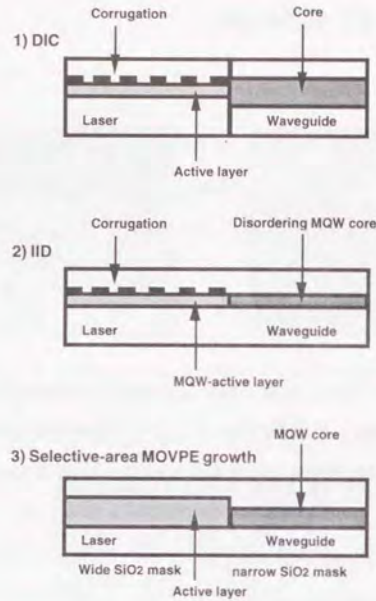 1) DIC
Corrugation
Core
Laser
Waveguide
Active layer
2) IID
Corrugation
Disordering MQW core
Laser
Waveguide
MQW-active layer
3) Selective-area MOVPE growth
MQW core
Laser
Waveguide
Wide SiO2 mask
narrow SiO2 mask
Active layer